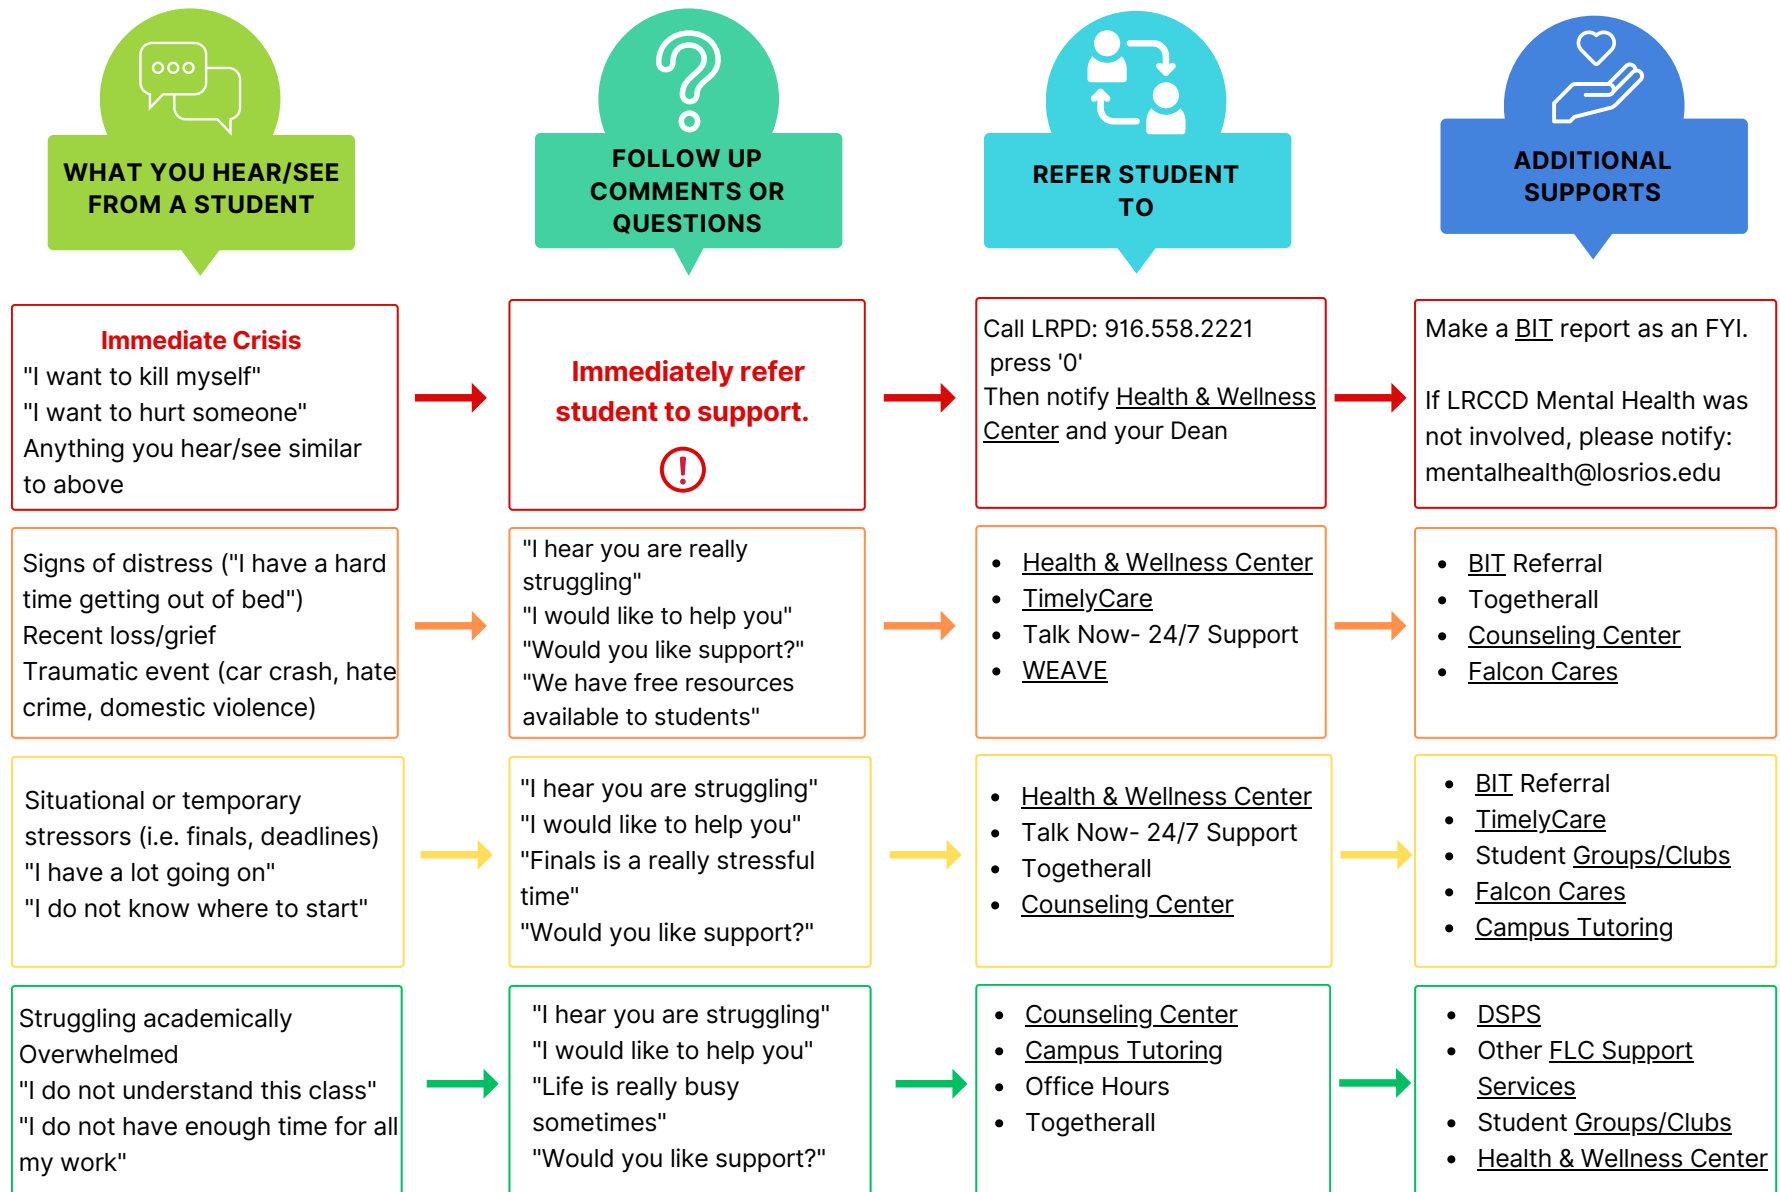 WHAT YOU HEAR/SEE
FROM A STUDENT
FOLLOW UP
COMMENTS OR
QUESTIONS
REFER STUDENT
TO
ADDITIONAL
SUPPORTS
Immediate Crisis
"I want to kill myself"
"I want to hurt someone"
Anything you hear/see similar
to above
Immediately refer
student to support.
!
Call LRPD: 916.558.2221
press '0'
Then notify Health & Wellness
Center and your Dean
Make a BIT report as an FYI.
If LRCCD Mental Health was
not involved, please notify:
mentalhealth@losrios.edu
Signs of distress ("I have a hard
time getting out of bed")
Recent loss/grief
Traumatic event (car crash, hate
crime, domestic violence)
"I hear you are really
struggling"
"I would like to help you"
"Would you like support?"
"We have free resources
available to students"
• Health & Wellness Center
• TimelyCare
• Talk Now- 24/7 Support
• WEAVE
• BIT Referral
• Togetherall
• Counseling Center
• Falcon Cares
Situational or temporary
stressors (i.e. finals, deadlines)
"I have a lot going on"
"I do not know where to start"
"I hear you are struggling"
"I would like to help you"
"Finals is a really stressful
time"
"Would you like support?"
• Health & Wellness Center
• Talk Now- 24/7 Support
• Togetherall
• Counseling Center
• BIT Referral
• TimelyCare
• Student Groups/Clubs
• Falcon Cares
• Campus Tutoring
Struggling academically
Overwhelmed
"I do not understand this class"
"I do not have enough time for all
my work"
"I hear you are struggling"
"I would like to help you"
"Life is really busy
sometimes"
"Would you like support?"
• Counseling Center
• Campus Tutoring
• Office Hours
• Togetherall
• DSPS
• Other FLC Support
Services
• Student Groups/Clubs
• Health & Wellness Center